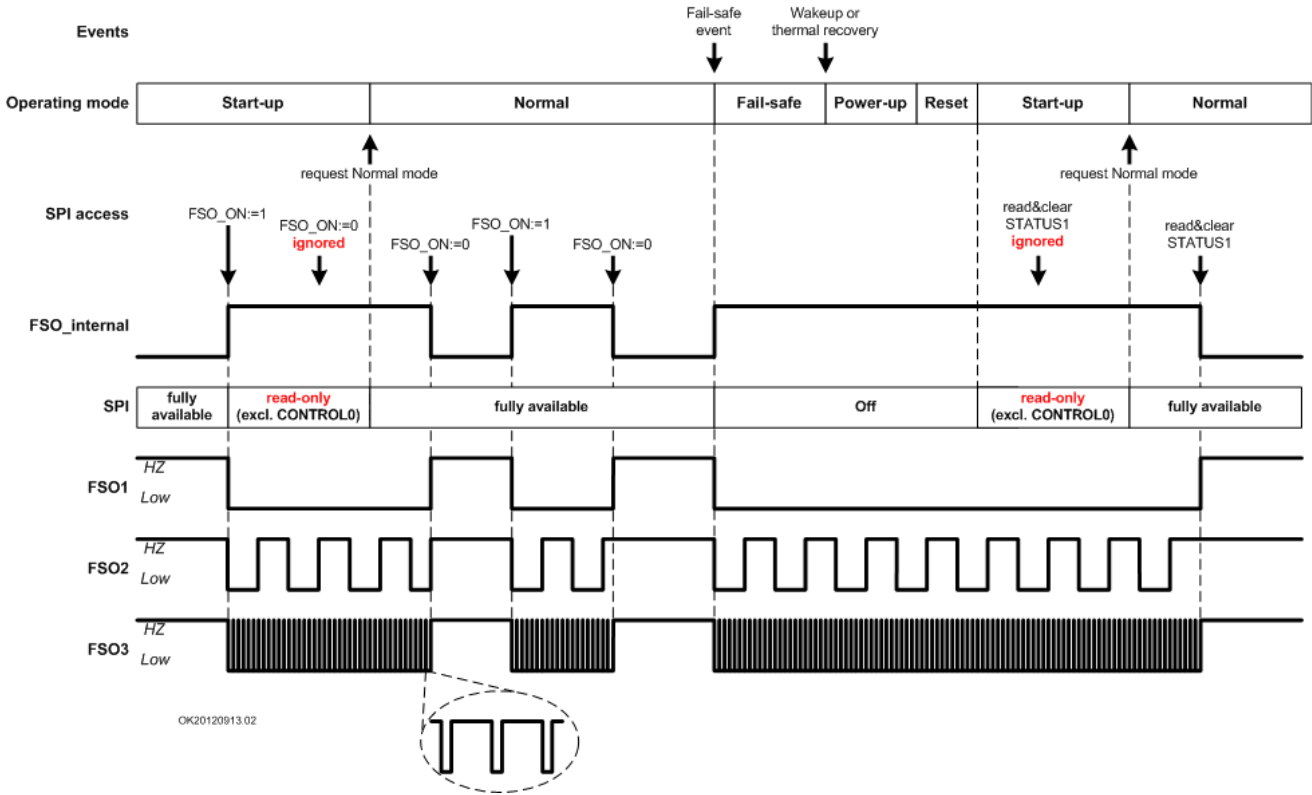 Events
Fail-safe
event
Wakeup or
thermal recovery
Operating mode
Start-up
Normal
Fail-safe
Power-up
Reset
Start-up
Normal
request Normal mode
request Normal mode
SPI access
FSO_ON:=1
FSO_ON:=0
ignored
FSO_ON:=0
FSO_ON:=1
FSO_ON:=0
read&clear
STATUS1
ignored
read&clear
STATUS1
FSO_internal
SPI
fully
available
read-only
(excl. CONTROL0)
fully available
Off
read-only
(excl. CONTROL0)
fully available
FSO1
HZ
Low
FSO2
HZ
Low
FSO3
HZ
Low
OK20120913.02